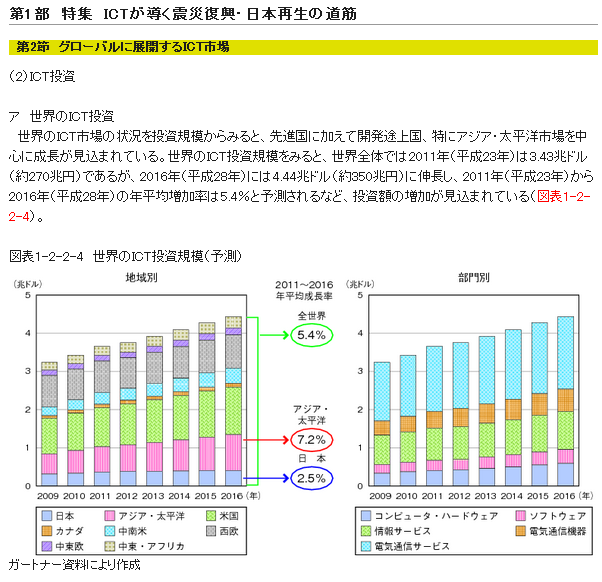 第1部 特集 ICTが導く震災復興・日本再生の道筋
第2節 グローバルに展開するICT市場
（2）ICT投資
ア 世界のICT投資
世界のICT市場の状況を投資規模からみると、先進国に加えて開発途上国、特にアジア・太平洋市場を中
心に成長が見込まれている。世界のICT投資規模をみると、世界全体では2011年（平成23年）は3.43兆ドル
（約270兆円）であるが、2016年（平成28年）には4.44兆ドル（約350兆円）に伸長し、2011年（平成23年）から
2016年（平成28年）の年平均増加率は5.4％と予測されるなど、投資額の増加が見込まれている（図表1-2-
2-4）。
図表1-2-2-4 世界のICT投資規模（予測）
地域別
（兆ドル）
5
4
3
2
1
0
2009 2010 2011 2012 2013 2014 2015 2016（年）
日本 アジア・太平洋 米国
カナダ 中南米 西欧
中東欧 中東・アフリカ
2011～2016
年平均成長率
全世界
5.4%
アジア・
太平洋
7.2%
日本
2.5%
部門別
（兆ドル）
5
4
3
2
1
0
2009 2010 2011 2012 2013 2014 2015 2016（年）
コンピュータ・ハードウェア ソフトウェア
情報サービス 電気通信機器
電気通信サービス
ガートナー資料により作成